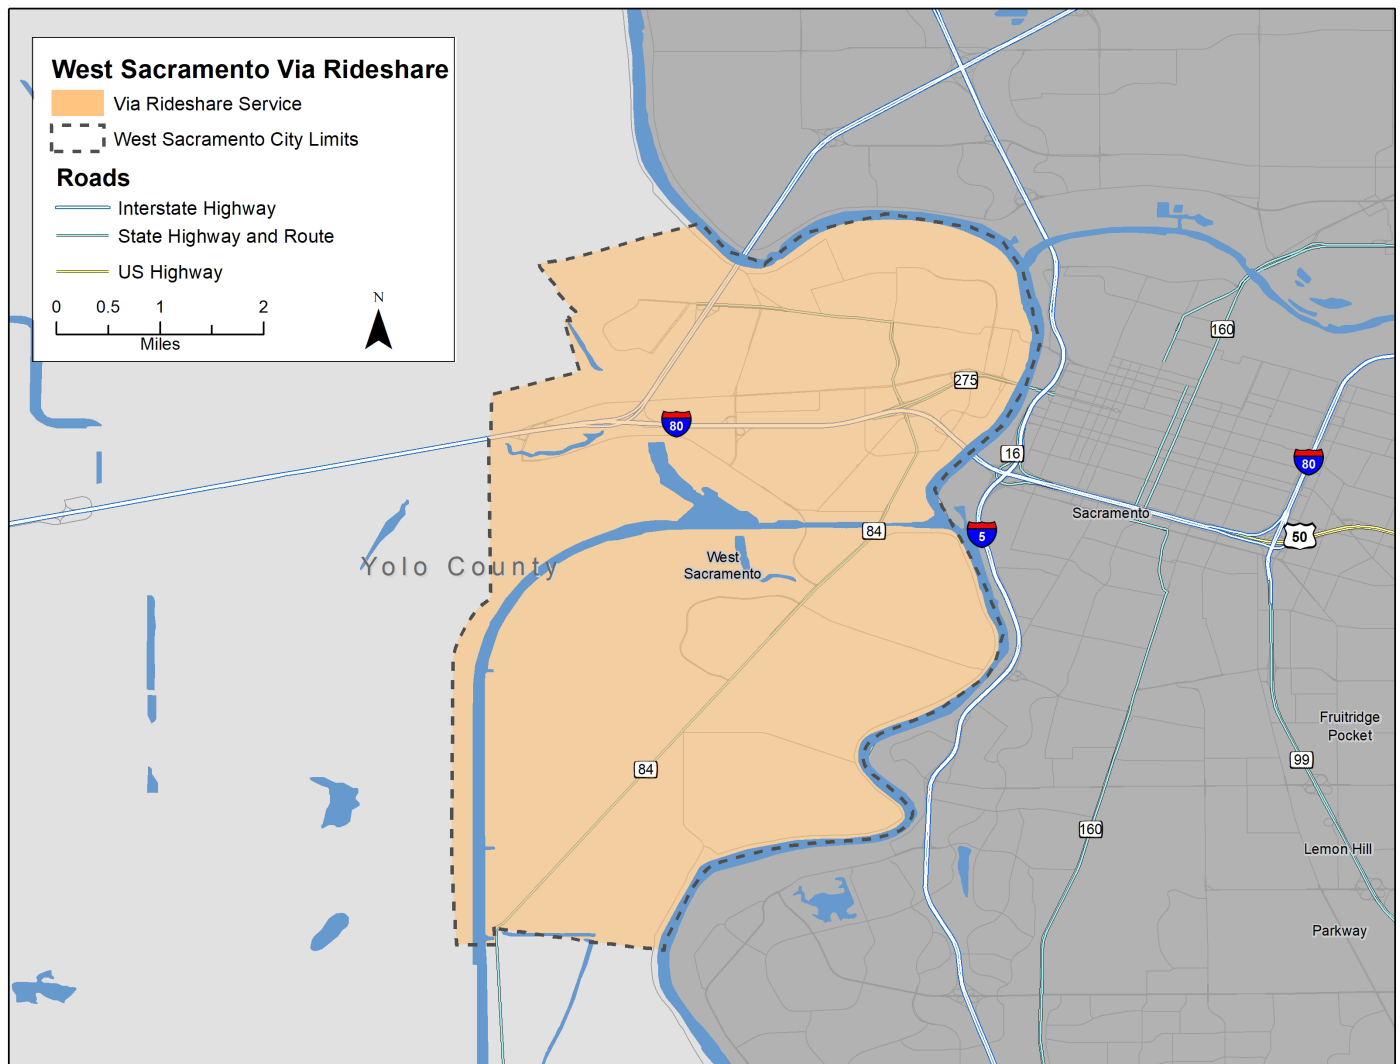 West Sacramento Via Rideshare
Via Rideshare Service
West Sacramento City Limits
Roads
Interstate Highway
State Highway and Route
US Highway
0 0.5 1 2
Miles
N
160
275
80
16
80
Sacramento
84
5
50
West
Sacramento
Yolo County
Fruitridge
Pocket
84
99
160
Lemon Hill
Parkway